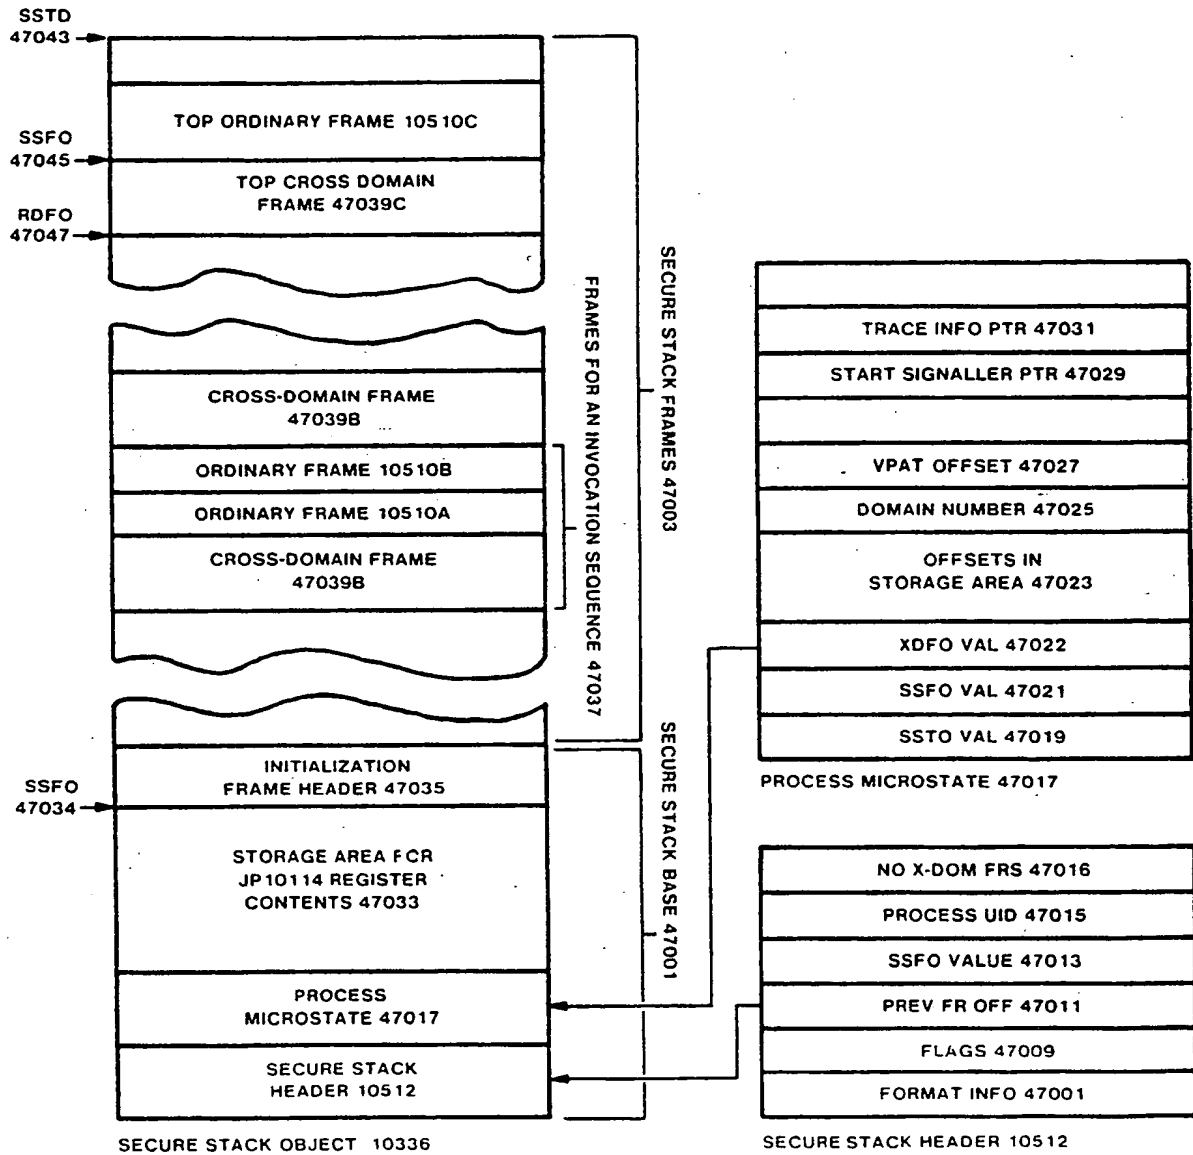 SSTD
47043
TOP ORDINARY FRAME 10510C
SSFO
47045
TOP CROSS DOMAIN
FRAME 47039C
RDFO
47047
CROSS-DOMAIN FRAME
47039B
ORDINARY FRAME 10510B
ORDINARY FRAME 10510A
CROSS-DOMAIN FRAME
47039B
FRAMES FOR AN INVOCATION SEQUENCE 47037
SECURE STACK FRAMES 47003
INITIALIZATION
FRAME HEADER 47035
SSFO
47034
STORAGE AREA FCR
JP10114 REGISTER
CONTENTS 47033
PROCESS
MICROSTATE 47017
SECURE STACK
HEADER 10512
SECURE STACK BASE 47001
SECURE STACK OBJECT 10336
TRACE INFO PTR 47031
START SIGNALLER PTR 47029
VPAT OFFSET 47027
DOMAIN NUMBER 47025
OFFSETS IN
STORAGE AREA 47023
XDFO VAL 47022
SSFO VAL 47021
SSTO VAL 47019
PROCESS MICROSTATE 47017
NO X-DOM FRS 47016
PROCESS UID 47015
SSFO VALUE 47013
PREV FR OFF 47011
FLAGS 47009
FORMAT INFO 47001
SECURE STACK HEADER 10512